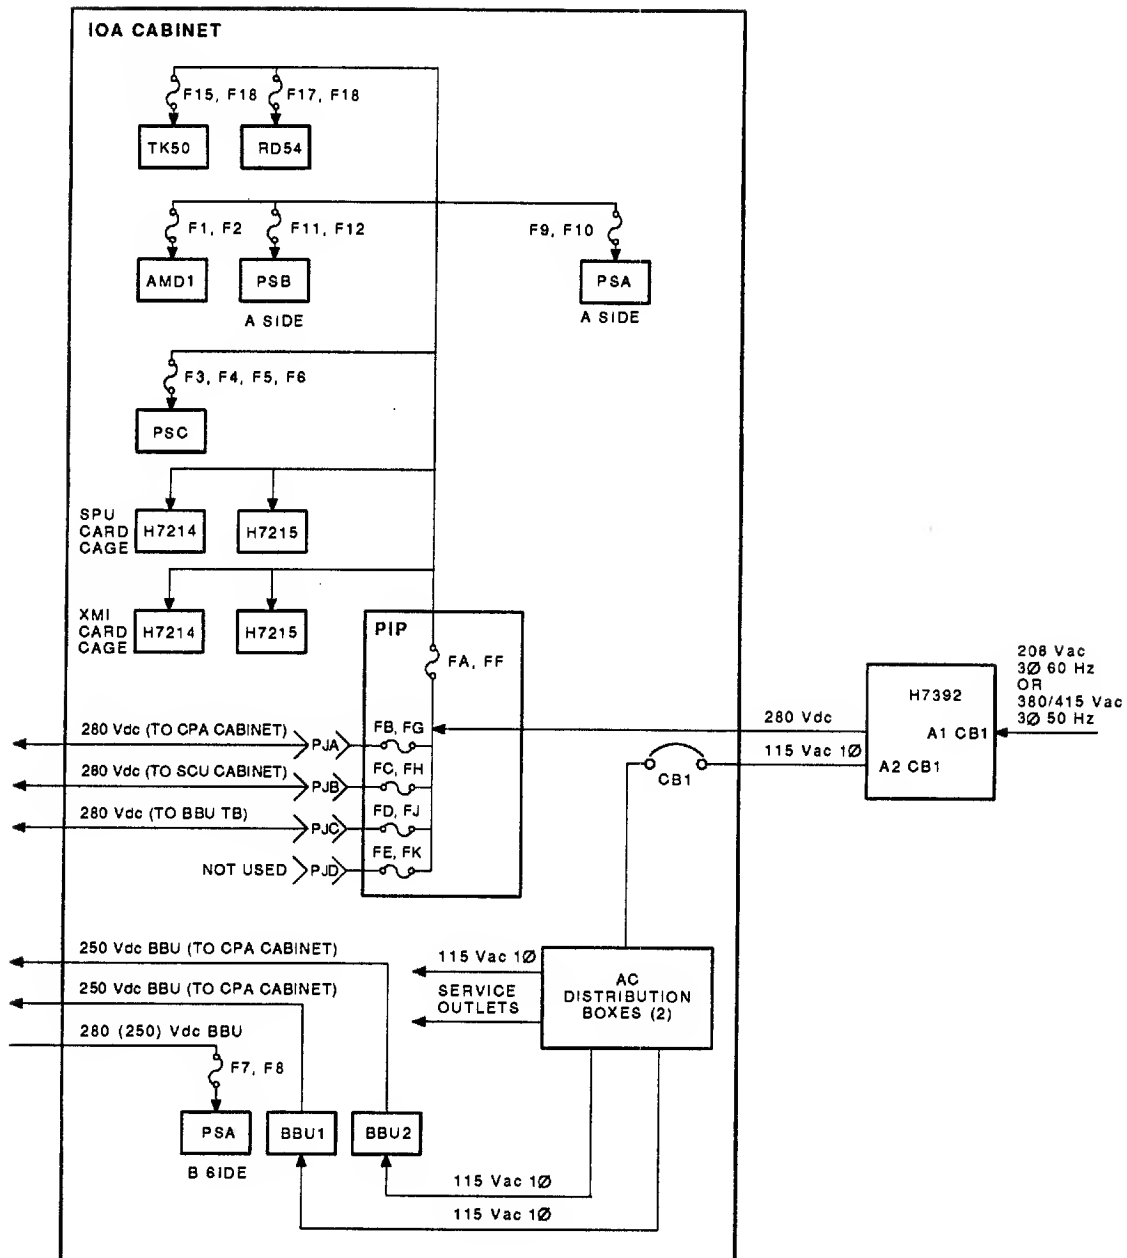 IOA CABINET
F15, F18
F17, F18
TK50
RD54
F1, F2
F11, F12
F9, F10
AMD1
PSB
PSA
A SIDE
A SIDE
F3, F4, F5, F6
PSC
SPU
CARD
CAGE
H7214
H7215
XMI
CARD
CAGE
H7214
H7215
PIP
FA, FF
208 Vac
3Ø 60 Hz
OR
380/415 Vac
3Ø 50 Hz
H7392
A1 CB1
A2 CB1
280 Vdc
115 Vac 1Ø
CB1
280 Vdc (TO CPA CABINET)
PJA
FB, FG
280 Vdc (TO SCU CABINET)
PJB
FC, FH
280 Vdc (TO BBU TB)
PJC
FD, FJ
NOT USED
PJD
FE, FK
250 Vdc BBU (TO CPA CABINET)
250 Vdc BBU (TO CPA CABINET)
280 (250) Vdc BBU
115 Vac 1Ø
SERVICE
OUTLETS
AC
DISTRIBUTION
BOXES (2)
F7, F8
PSA
BBU1
BBU2
B SIDE
115 Vac 1Ø
115 Vac 1Ø